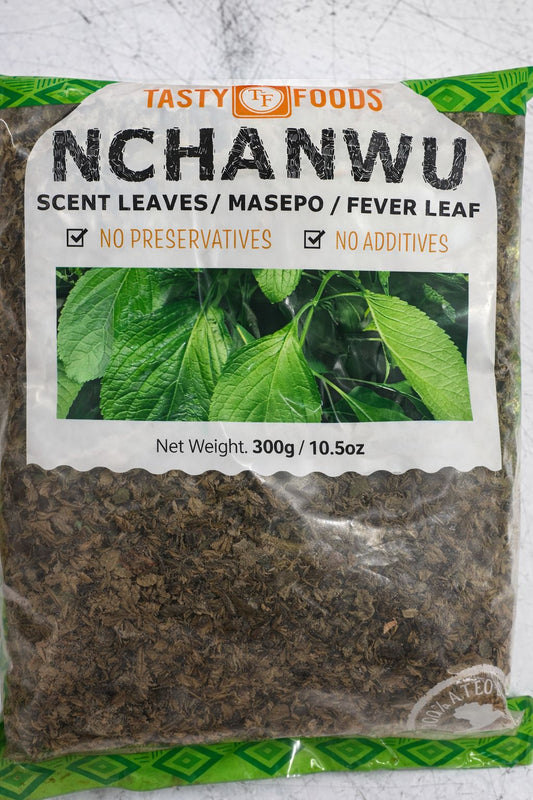 TASTY TF FOODS
NCHANWU
SCENT LEAVES / MASEPO / FEVER LEAF
NO PRESERVATIVES NO ADDITIVES
Net Weight. 300g / 10.5oz